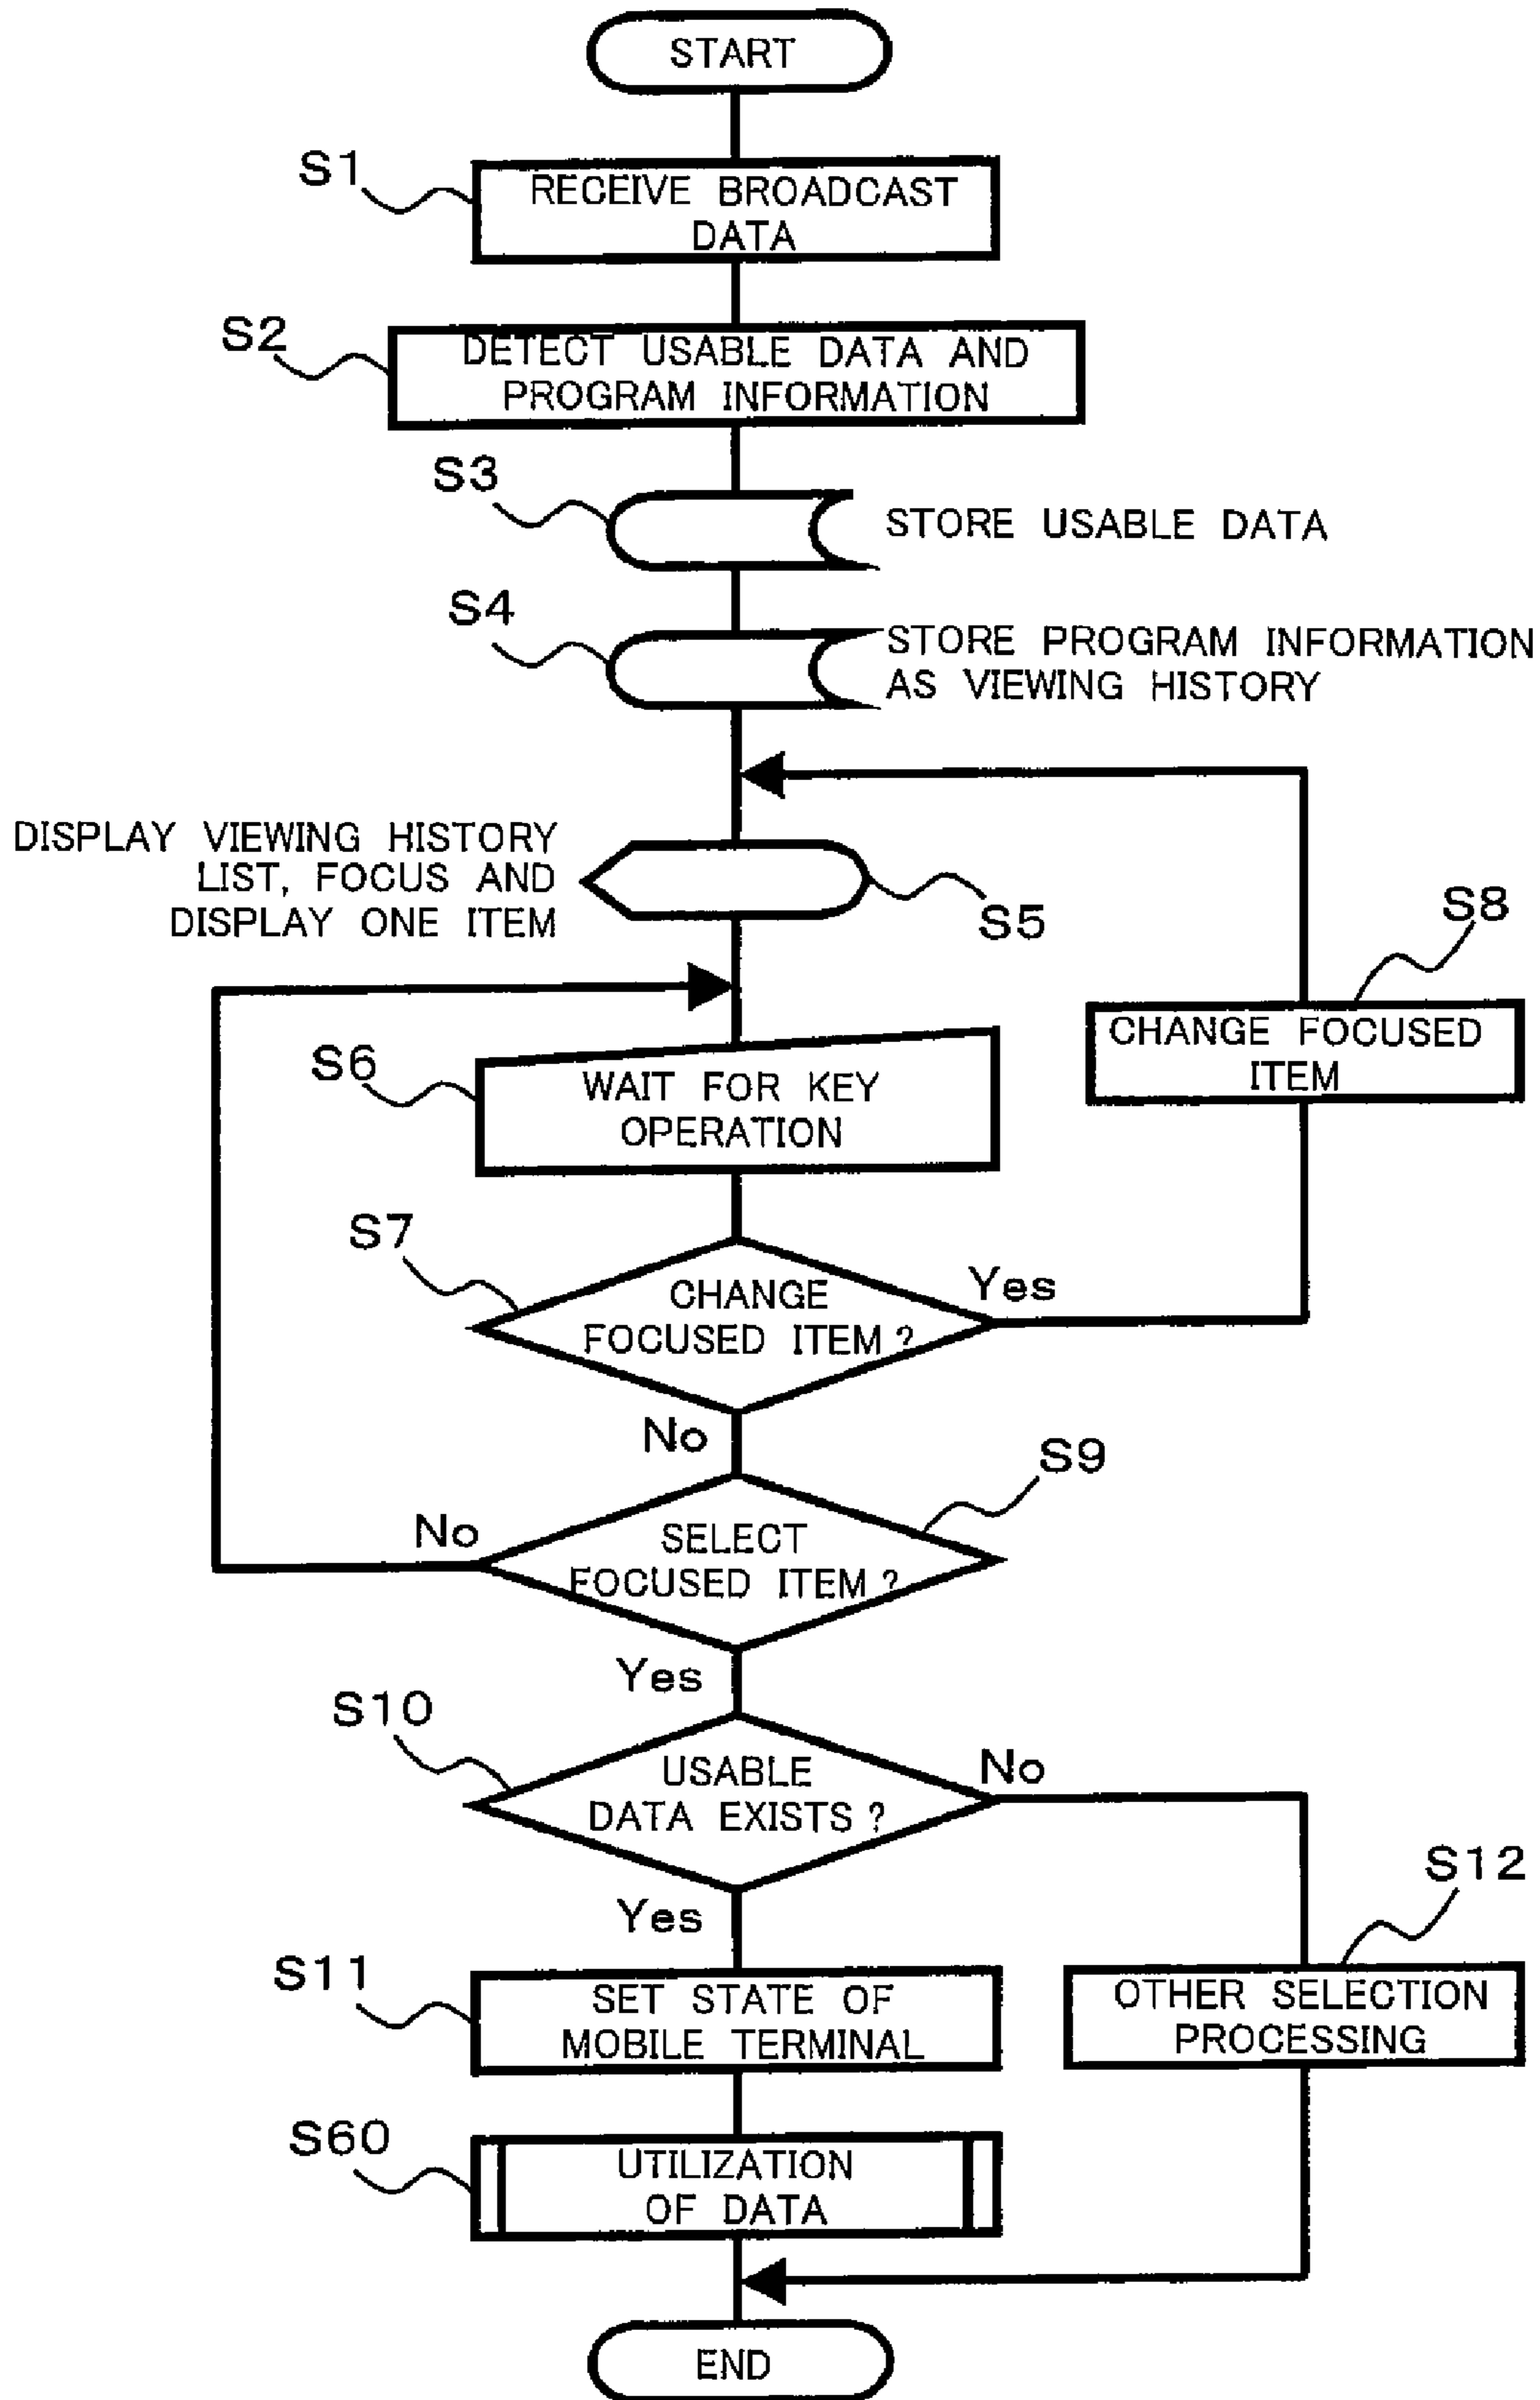 START
S1
RECEIVE BROADCAST
DATA
S2
DETECT USABLE DATA AND
PROGRAM INFORMATION
S3
STORE USABLE DATA
S4
STORE PROGRAM INFORMATION
AS VIEWING HISTORY
DISPLAY VIEWING HISTORY
LIST, FOCUS AND
DISPLAY ONE ITEM
S5
S8
CHANGE FOCUSED
ITEM
S6
WAIT FOR KEY
OPERATION
S7
CHANGE
FOCUSED ITEM ?
Yes
No
S9
SELECT
FOCUSED ITEM ?
No
Yes
S10
USABLE
DATA EXISTS ?
No
Yes
S12
OTHER SELECTION
PROCESSING
S11
SET STATE OF
MOBILE TERMINAL
S60
UTILIZATION
OF DATA
END